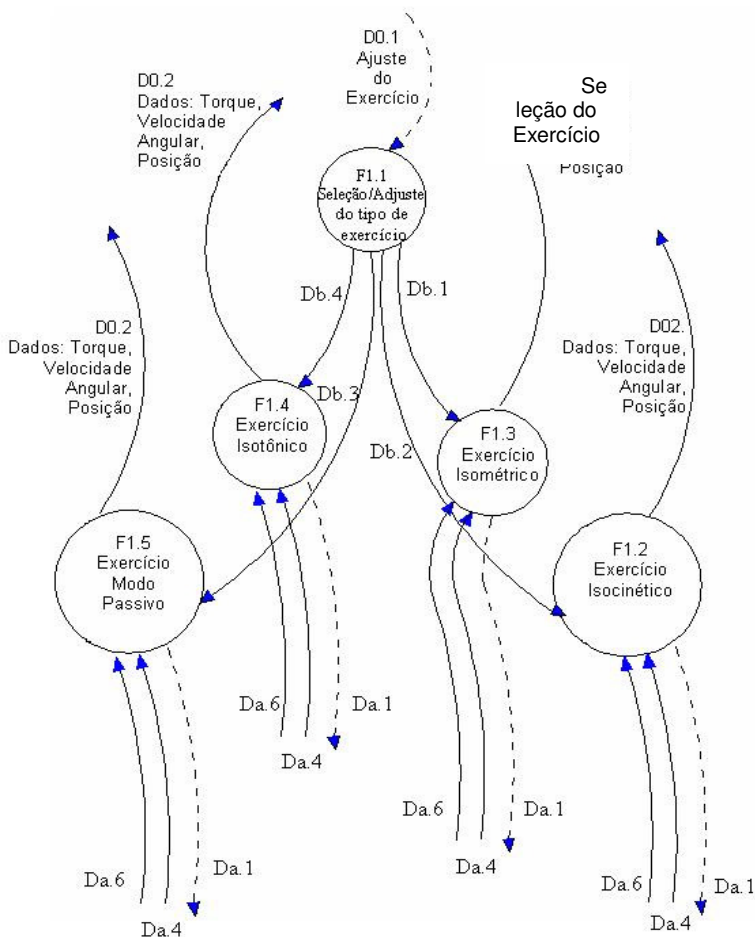 D0.1
Ajuste
do
Exercício
D0.2
Dados: Torque,
Velocidade
Angular,
Posição
Se
leção do
Exercício
Posição
F1.1
Seleção/Adjuste
do tipo de
exercício
Db.4
Db.1
D0.2
Dados: Torque,
Velocidade
Angular,
Posição
D02.
Dados: Torque,
Velocidade
Angular,
Posição
Db.3
F1.4
Exercício
Isotônico
Db.2
F1.3
Exercício
Isométrico
F1.5
Exercício
Modo
Passivo
F1.2
Exercício
Isocinético
Da.6
Da.1
Da.4
Da.6
Da.1
Da.4
Da.6
Da.1
Da.4
Da.6
Da.1
Da.4